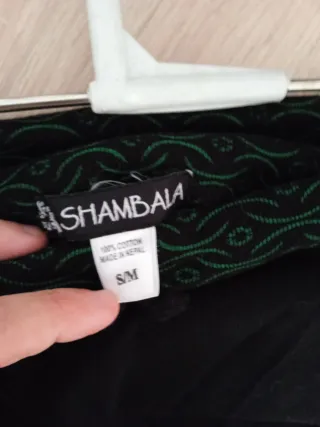 SHAMBALA
100% COTTON
MADE IN NEPAL
S/M